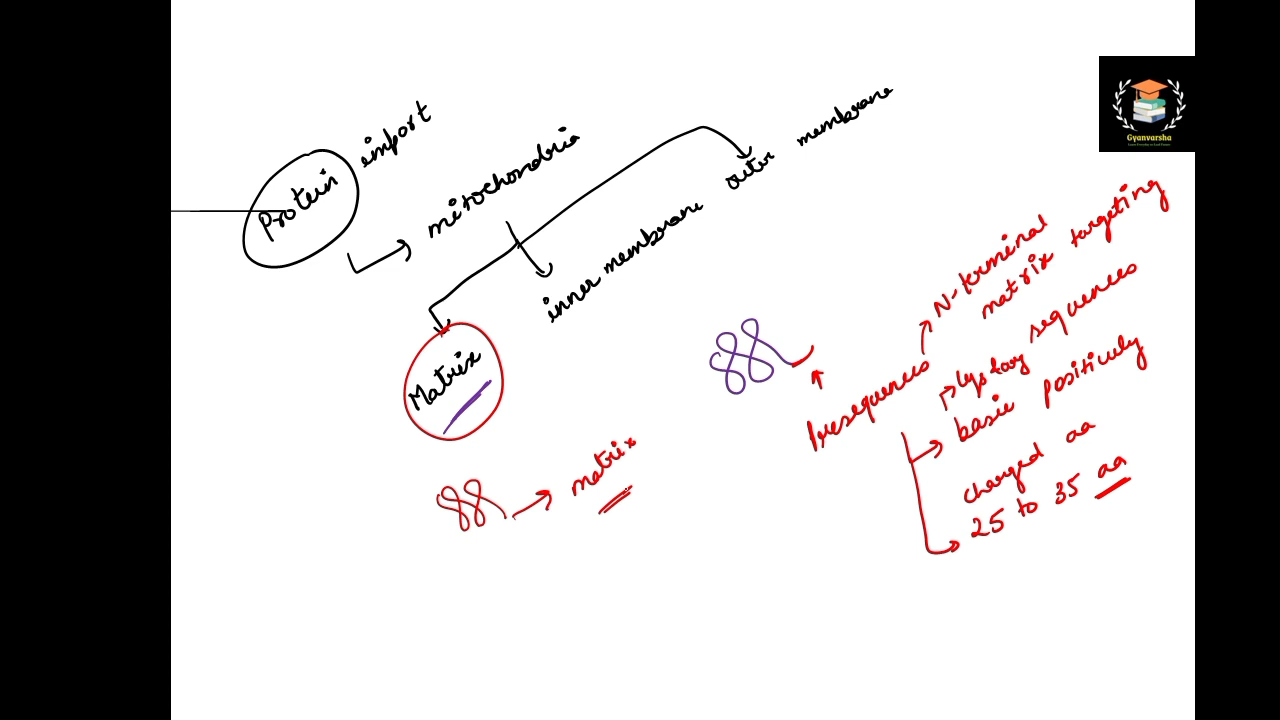 Protein import
mitochondria
outer membrane
inner membrane
Matrix
matrix
N-terminal
matrix targeting
sequences
Presequences
basic positively
charged aa
25 to 35 aa
Gyanvarsha